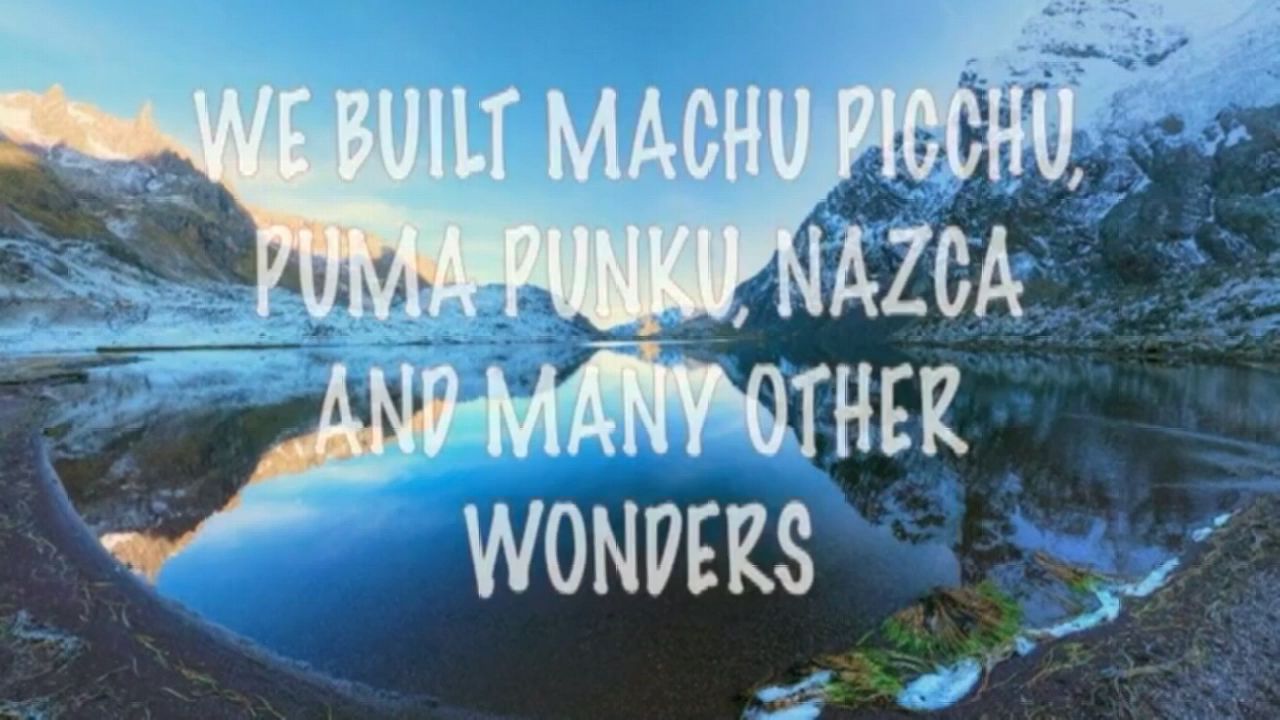 WE BUILT MACHU PICCHU,
PUMA PUNKU, NAZCA
AND MANY OTHER
WONDERS